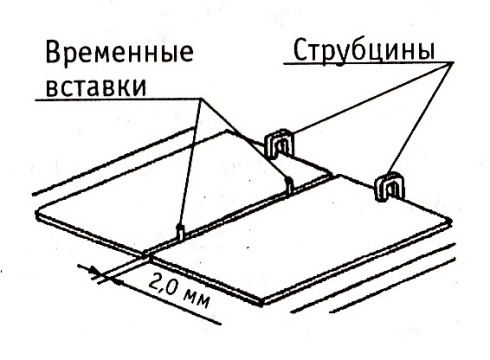 Временные
вставки
Струбцины
2,0 мм